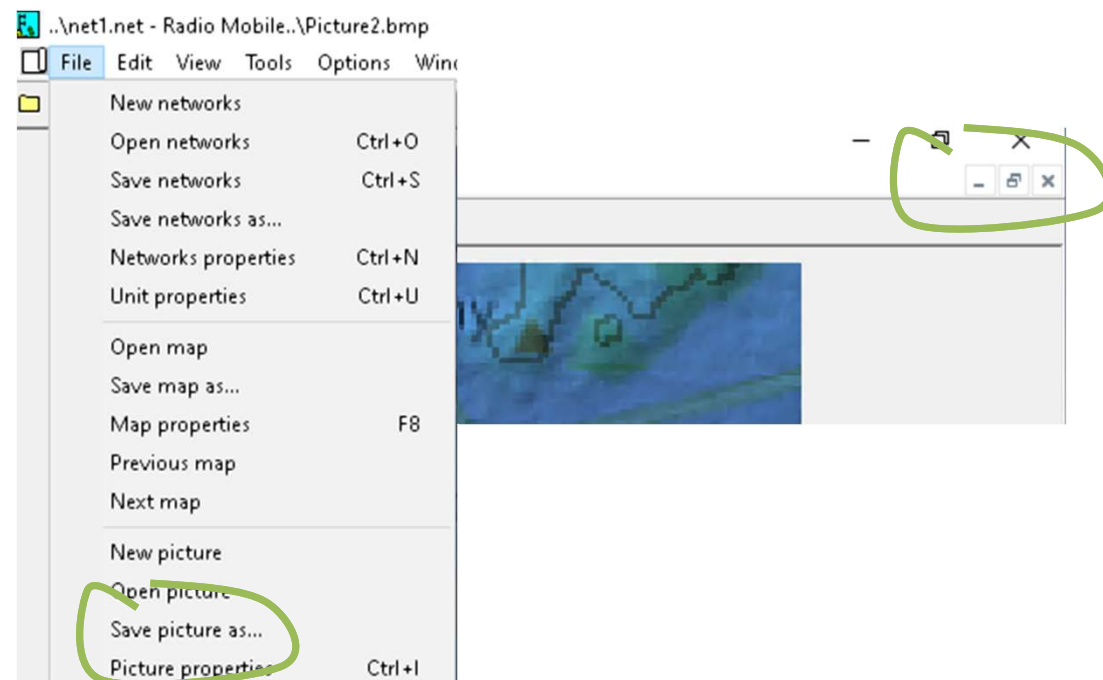 ..\net1.net - Radio Mobile..\Picture2.bmp
File Edit View Tools Options
New networks
Open networks Ctrl+O
Save networks Ctrl+S
Save networks as...
Networks properties Ctrl+N
Unit properties Ctrl+U
Open map
Save map as...
Map properties F8
Previous map
Next map
New picture
Open picture
Save picture as...
Picture properties Ctrl+I